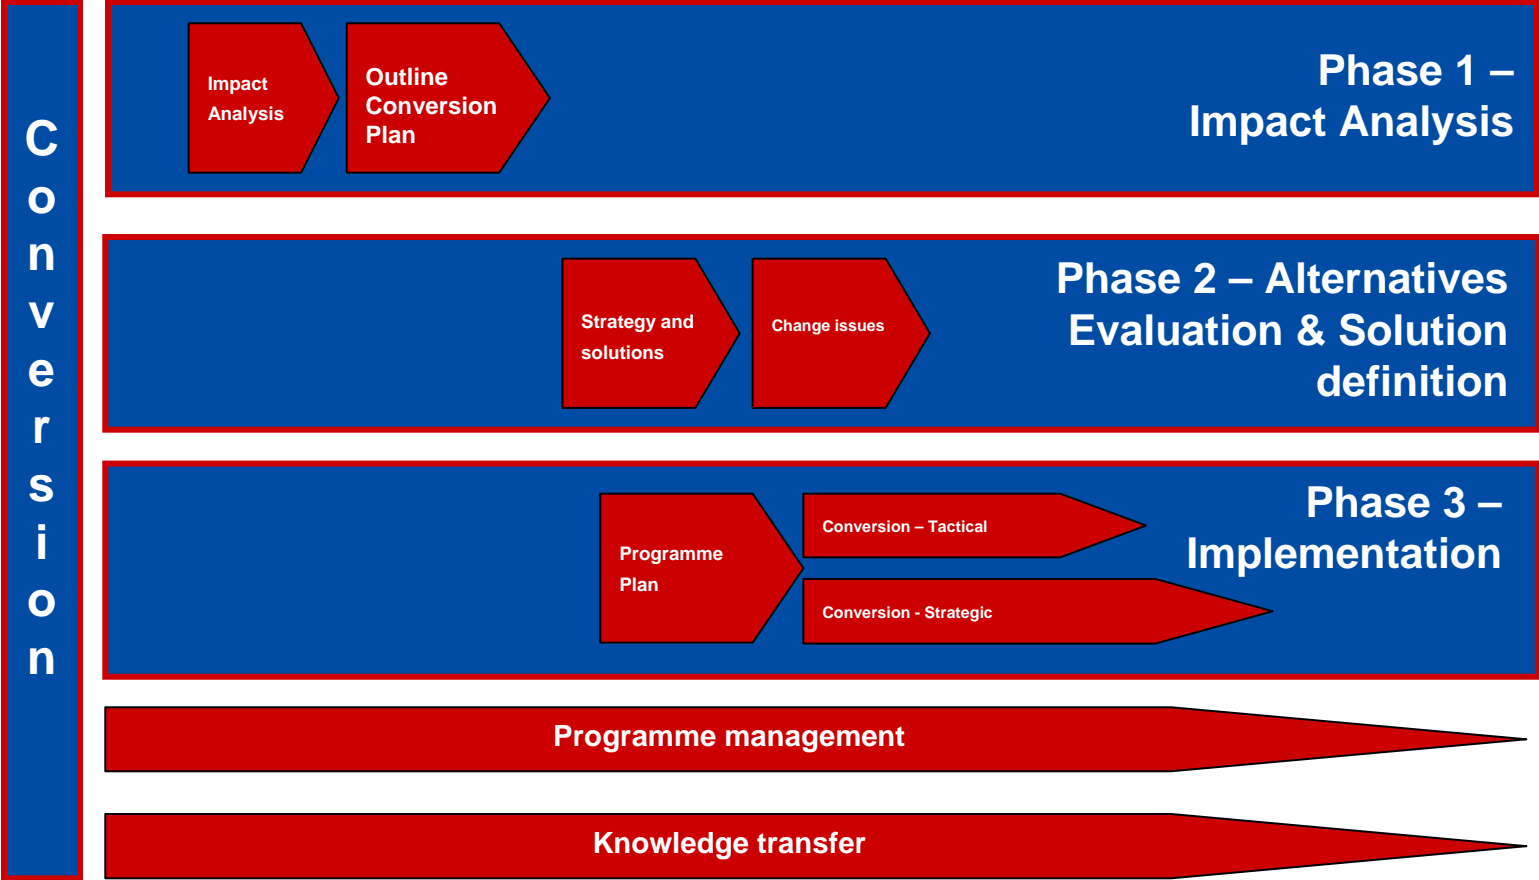 Conversion
Impact
Analysis
Outline
Conversion
Plan
Phase 1 –
Impact Analysis
Strategy and
solutions
Change issues
Phase 2 – Alternatives
Evaluation & Solution
definition
Programme
Plan
Conversion – Tactical
Conversion - Strategic
Phase 3 –
Implementation
Programme management
Knowledge transfer